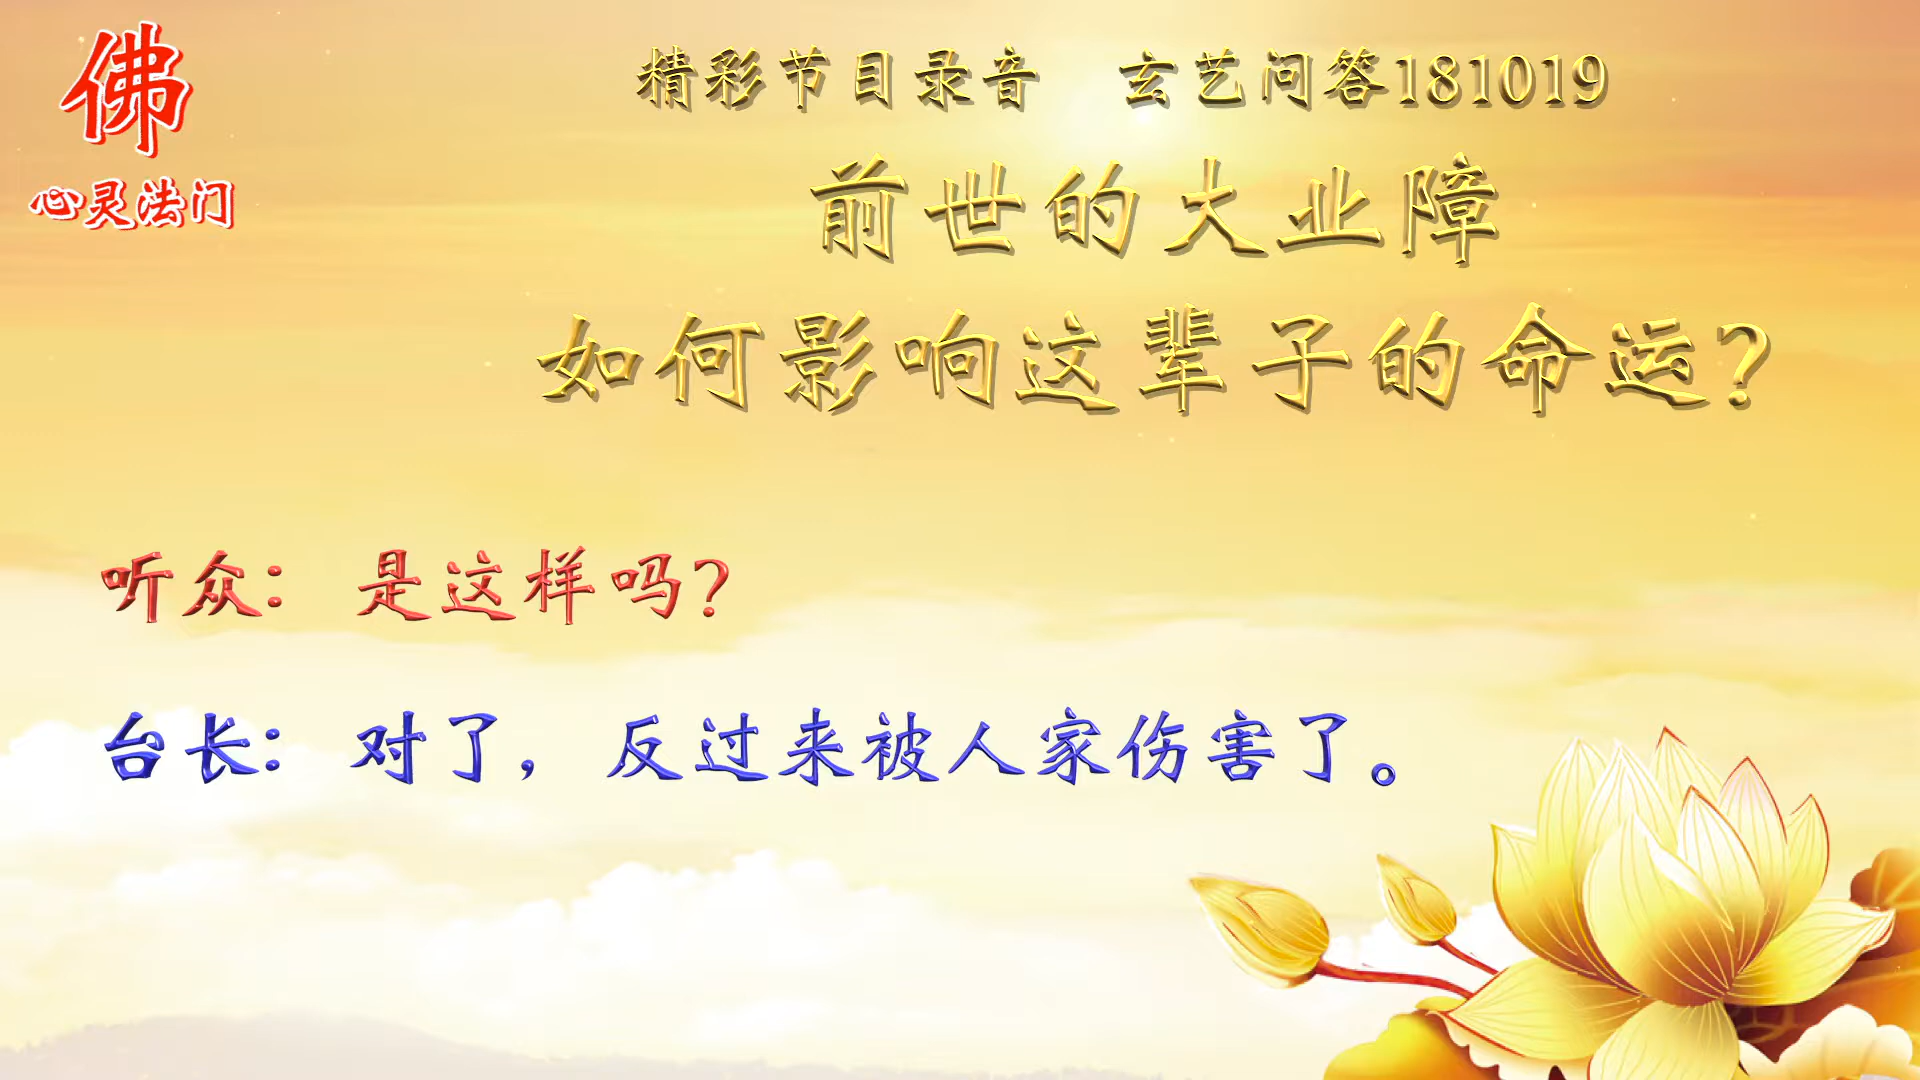 佛
心灵法门
精彩节目录音 玄艺问答181019
前世的大业障
如何影响这辈子的命运?
听众：是这样吗?
台长：对了，反过来被人家伤害了。